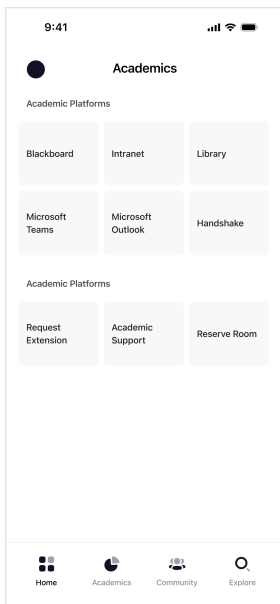 9:41
Academics
Academic Platforms
Blackboard
Intranet
Library
Microsoft
Teams
Microsoft
Outlook
Handshake
Academic Platforms
Request
Extension
Academic
Support
Reserve Room
Home
Academics
Community
Explore